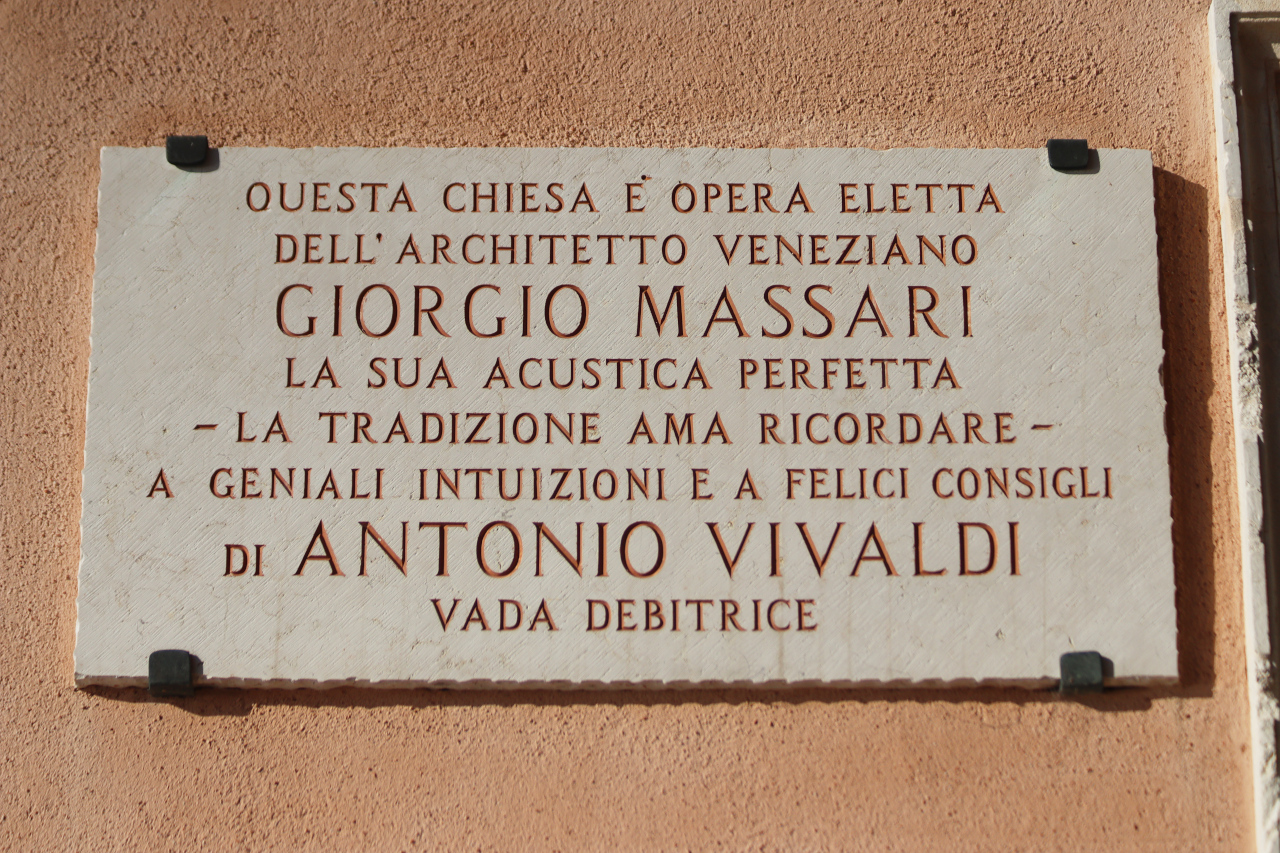 QUESTA CHIESA È OPERA ELETTA
DELL'ARCHITETTO VENEZIANO
GIORGIO MASSARI
LA SUA ACUSTICA PERFETTA
- LA TRADIZIONE AMA RICORDARE -
A GENIALI INTUIZIONI E A FELICI CONSIGLI
DI ANTONIO VIVALDI
VADA DEBITRICE